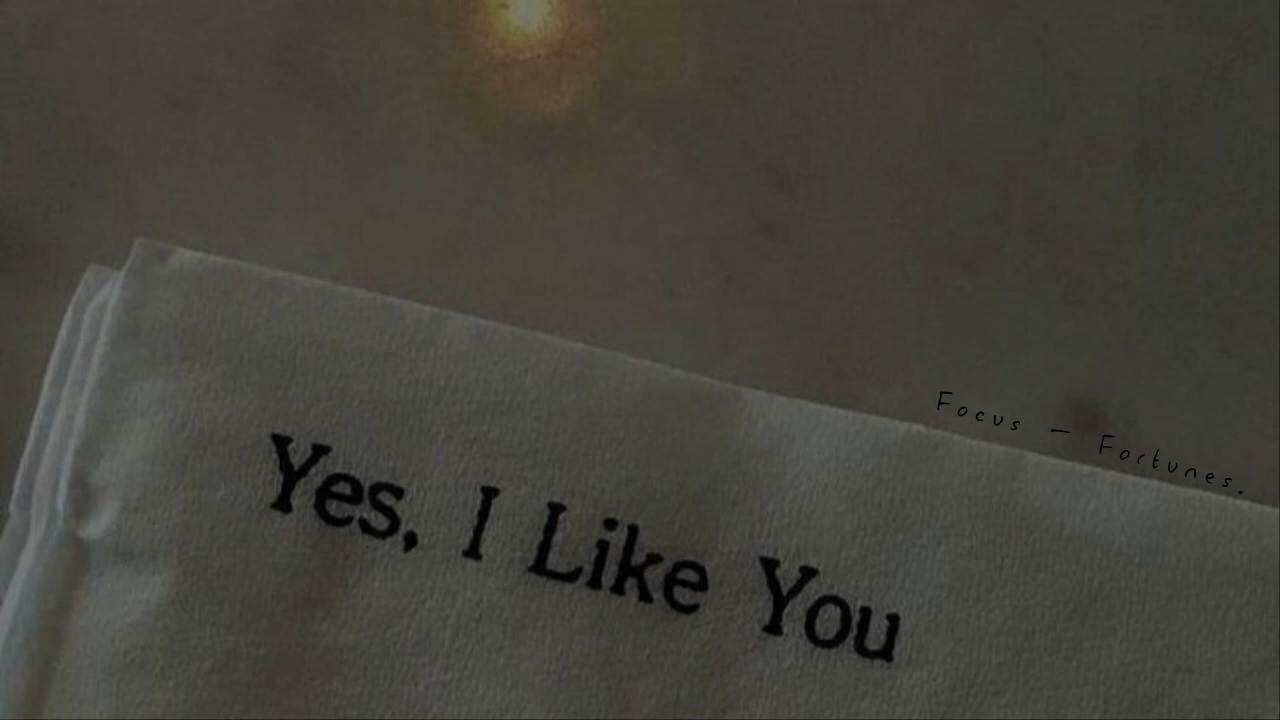 Focus — Fortunes.
Yes, I Like You